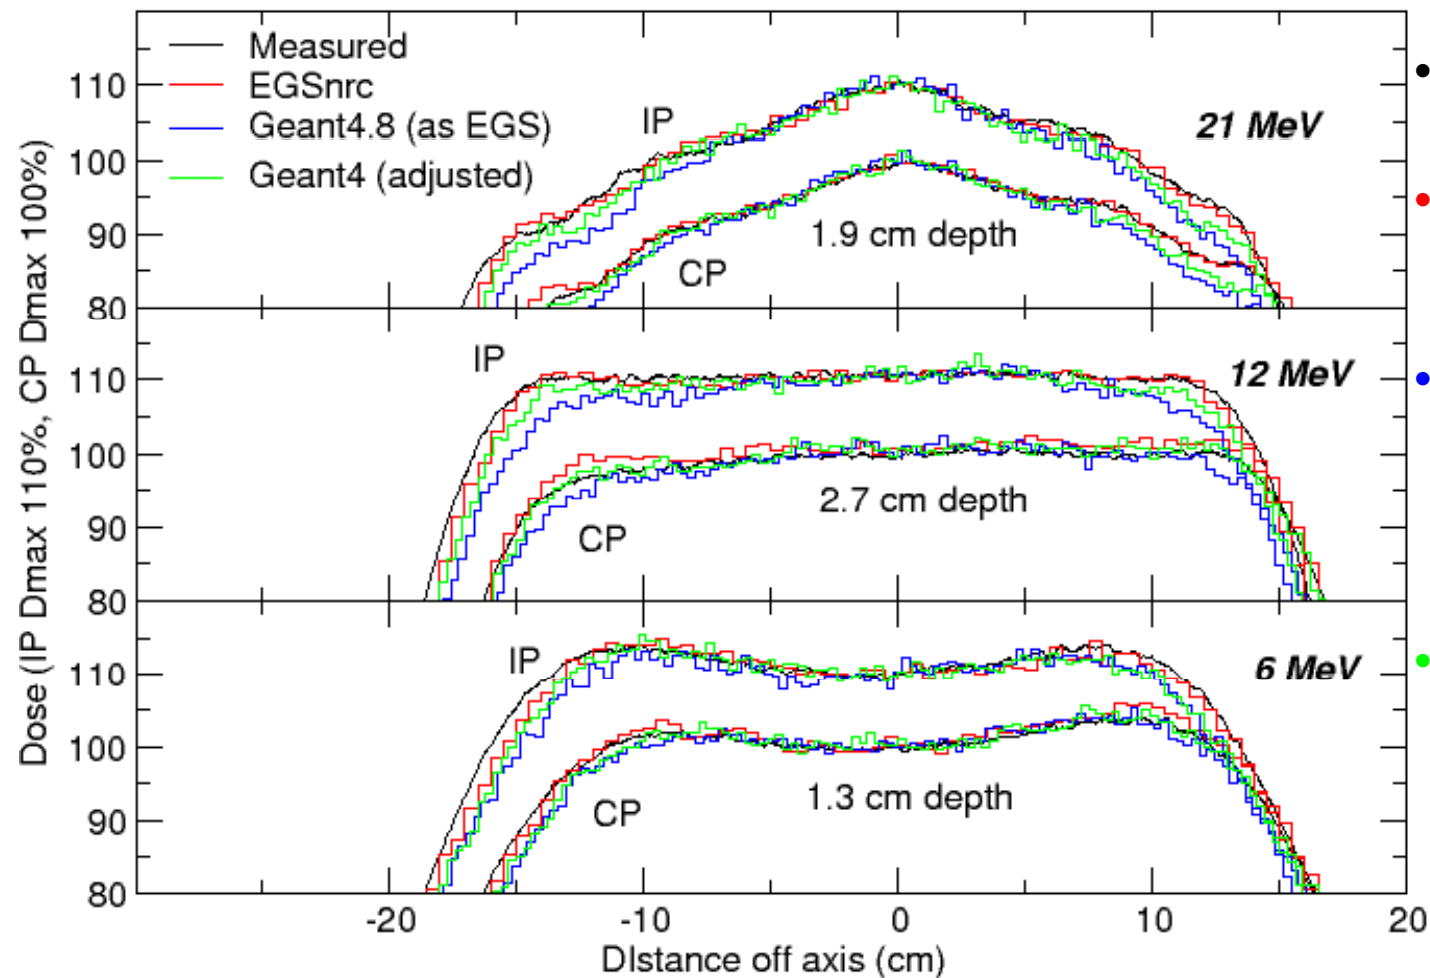 Measured
EGSnrc
Geant4.8 (as EGS)
Geant4 (adjusted)
IP
21 MeV
1.9 cm depth
CP
110
100
90
80
IP
12 MeV
2.7 cm depth
CP
110
100
90
80
IP
6 MeV
1.3 cm depth
CP
110
100
90
80
-20 -10 0 10 20
DIstance off axis (cm)
Dose (IP Dmax 110%, CP Dmax 100%)